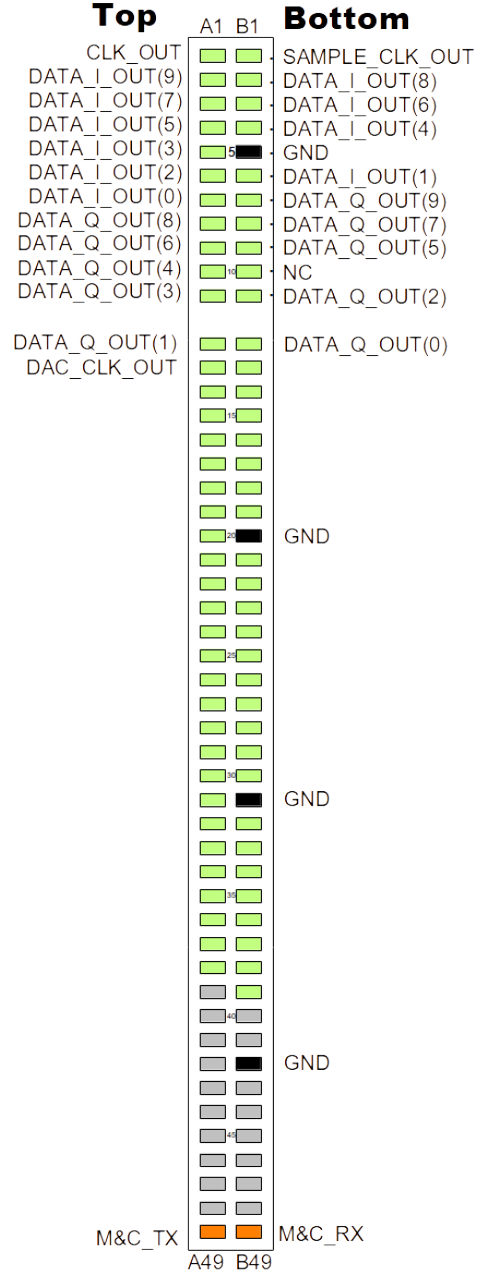 Top Bottom
A1 B1
CLK_OUT SAMPLE_CLK_OUT
DATA_I_OUT(9) DATA_I_OUT(8)
DATA_I_OUT(7) DATA_I_OUT(6)
DATA_I_OUT(5) DATA_I_OUT(4)
DATA_I_OUT(3) 5 GND
DATA_I_OUT(2) DATA_I_OUT(1)
DATA_I_OUT(0) DATA_Q_OUT(9)
DATA_Q_OUT(8) DATA_Q_OUT(7)
DATA_Q_OUT(6) DATA_Q_OUT(5)
DATA_Q_OUT(4) 10 NC
DATA_Q_OUT(3) DATA_Q_OUT(2)
DATA_Q_OUT(1) DATA_Q_OUT(0)
DAC_CLK_OUT
15
20 GND
25
30
GND
35
40
GND
45
M&C_TX M&C_RX
A49 B49